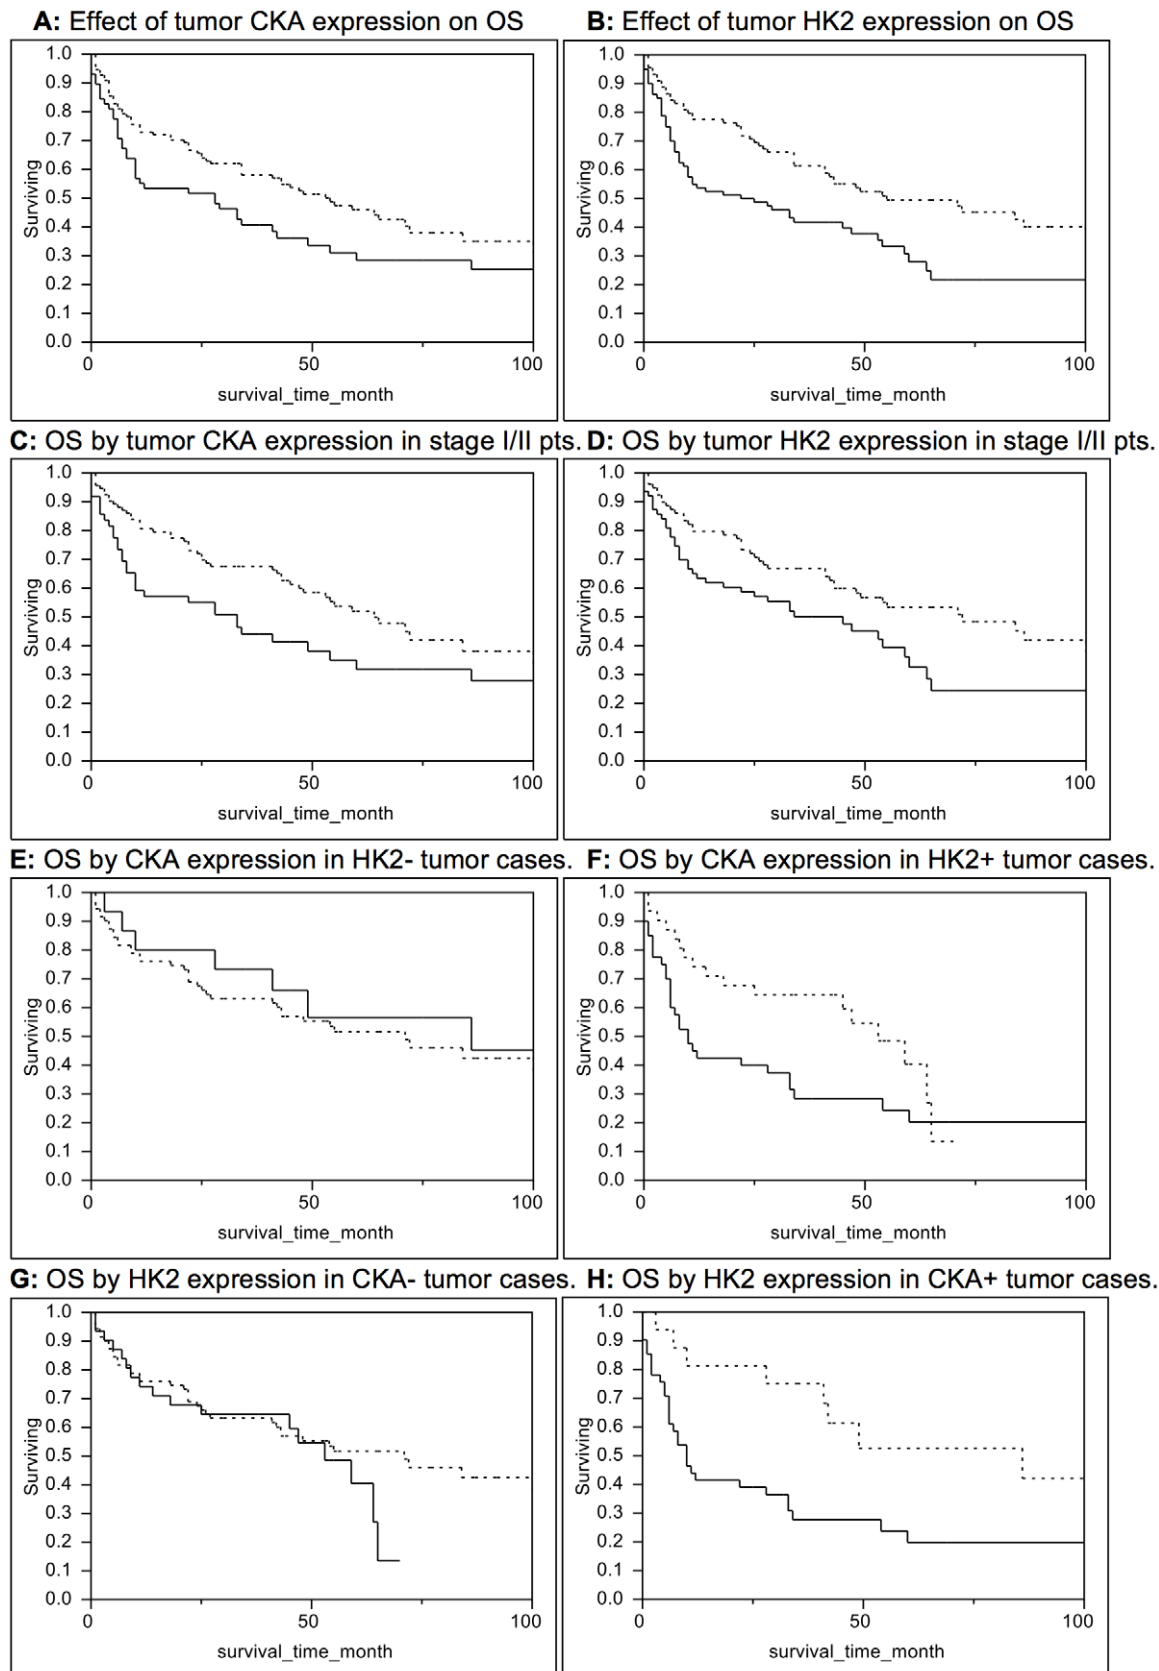 A: Effect of tumor CKA expression on OS
B: Effect of tumor HK2 expression on OS
1.0
0.9
0.8
0.7
0.6
0.5
0.4
0.3
0.2
0.1
0.0
Surviving
0 50 100
survival_time_month
1.0
0.9
0.8
0.7
0.6
0.5
0.4
0.3
0.2
0.1
0.0
Surviving
0 50 100
survival_time_month
C: OS by tumor CKA expression in stage I/II pts.
D: OS by tumor HK2 expression in stage I/II pts.
1.0
0.9
0.8
0.7
0.6
0.5
0.4
0.3
0.2
0.1
0.0
Surviving
0 50 100
survival_time_month
1.0
0.9
0.8
0.7
0.6
0.5
0.4
0.3
0.2
0.1
0.0
Surviving
0 50 100
survival_time_month
E: OS by CKA expression in HK2- tumor cases.
F: OS by CKA expression in HK2+ tumor cases.
1.0
0.9
0.8
0.7
0.6
0.5
0.4
0.3
0.2
0.1
0.0
Surviving
0 50 100
survival_time_month
1.0
0.9
0.8
0.7
0.6
0.5
0.4
0.3
0.2
0.1
0.0
Surviving
0 50 100
survival_time_month
G: OS by HK2 expression in CKA- tumor cases.
H: OS by HK2 expression in CKA+ tumor cases.
1.0
0.9
0.8
0.7
0.6
0.5
0.4
0.3
0.2
0.1
0.0
Surviving
0 50 100
survival_time_month
1.0
0.9
0.8
0.7
0.6
0.5
0.4
0.3
0.2
0.1
0.0
Surviving
0 50 100
survival_time_month